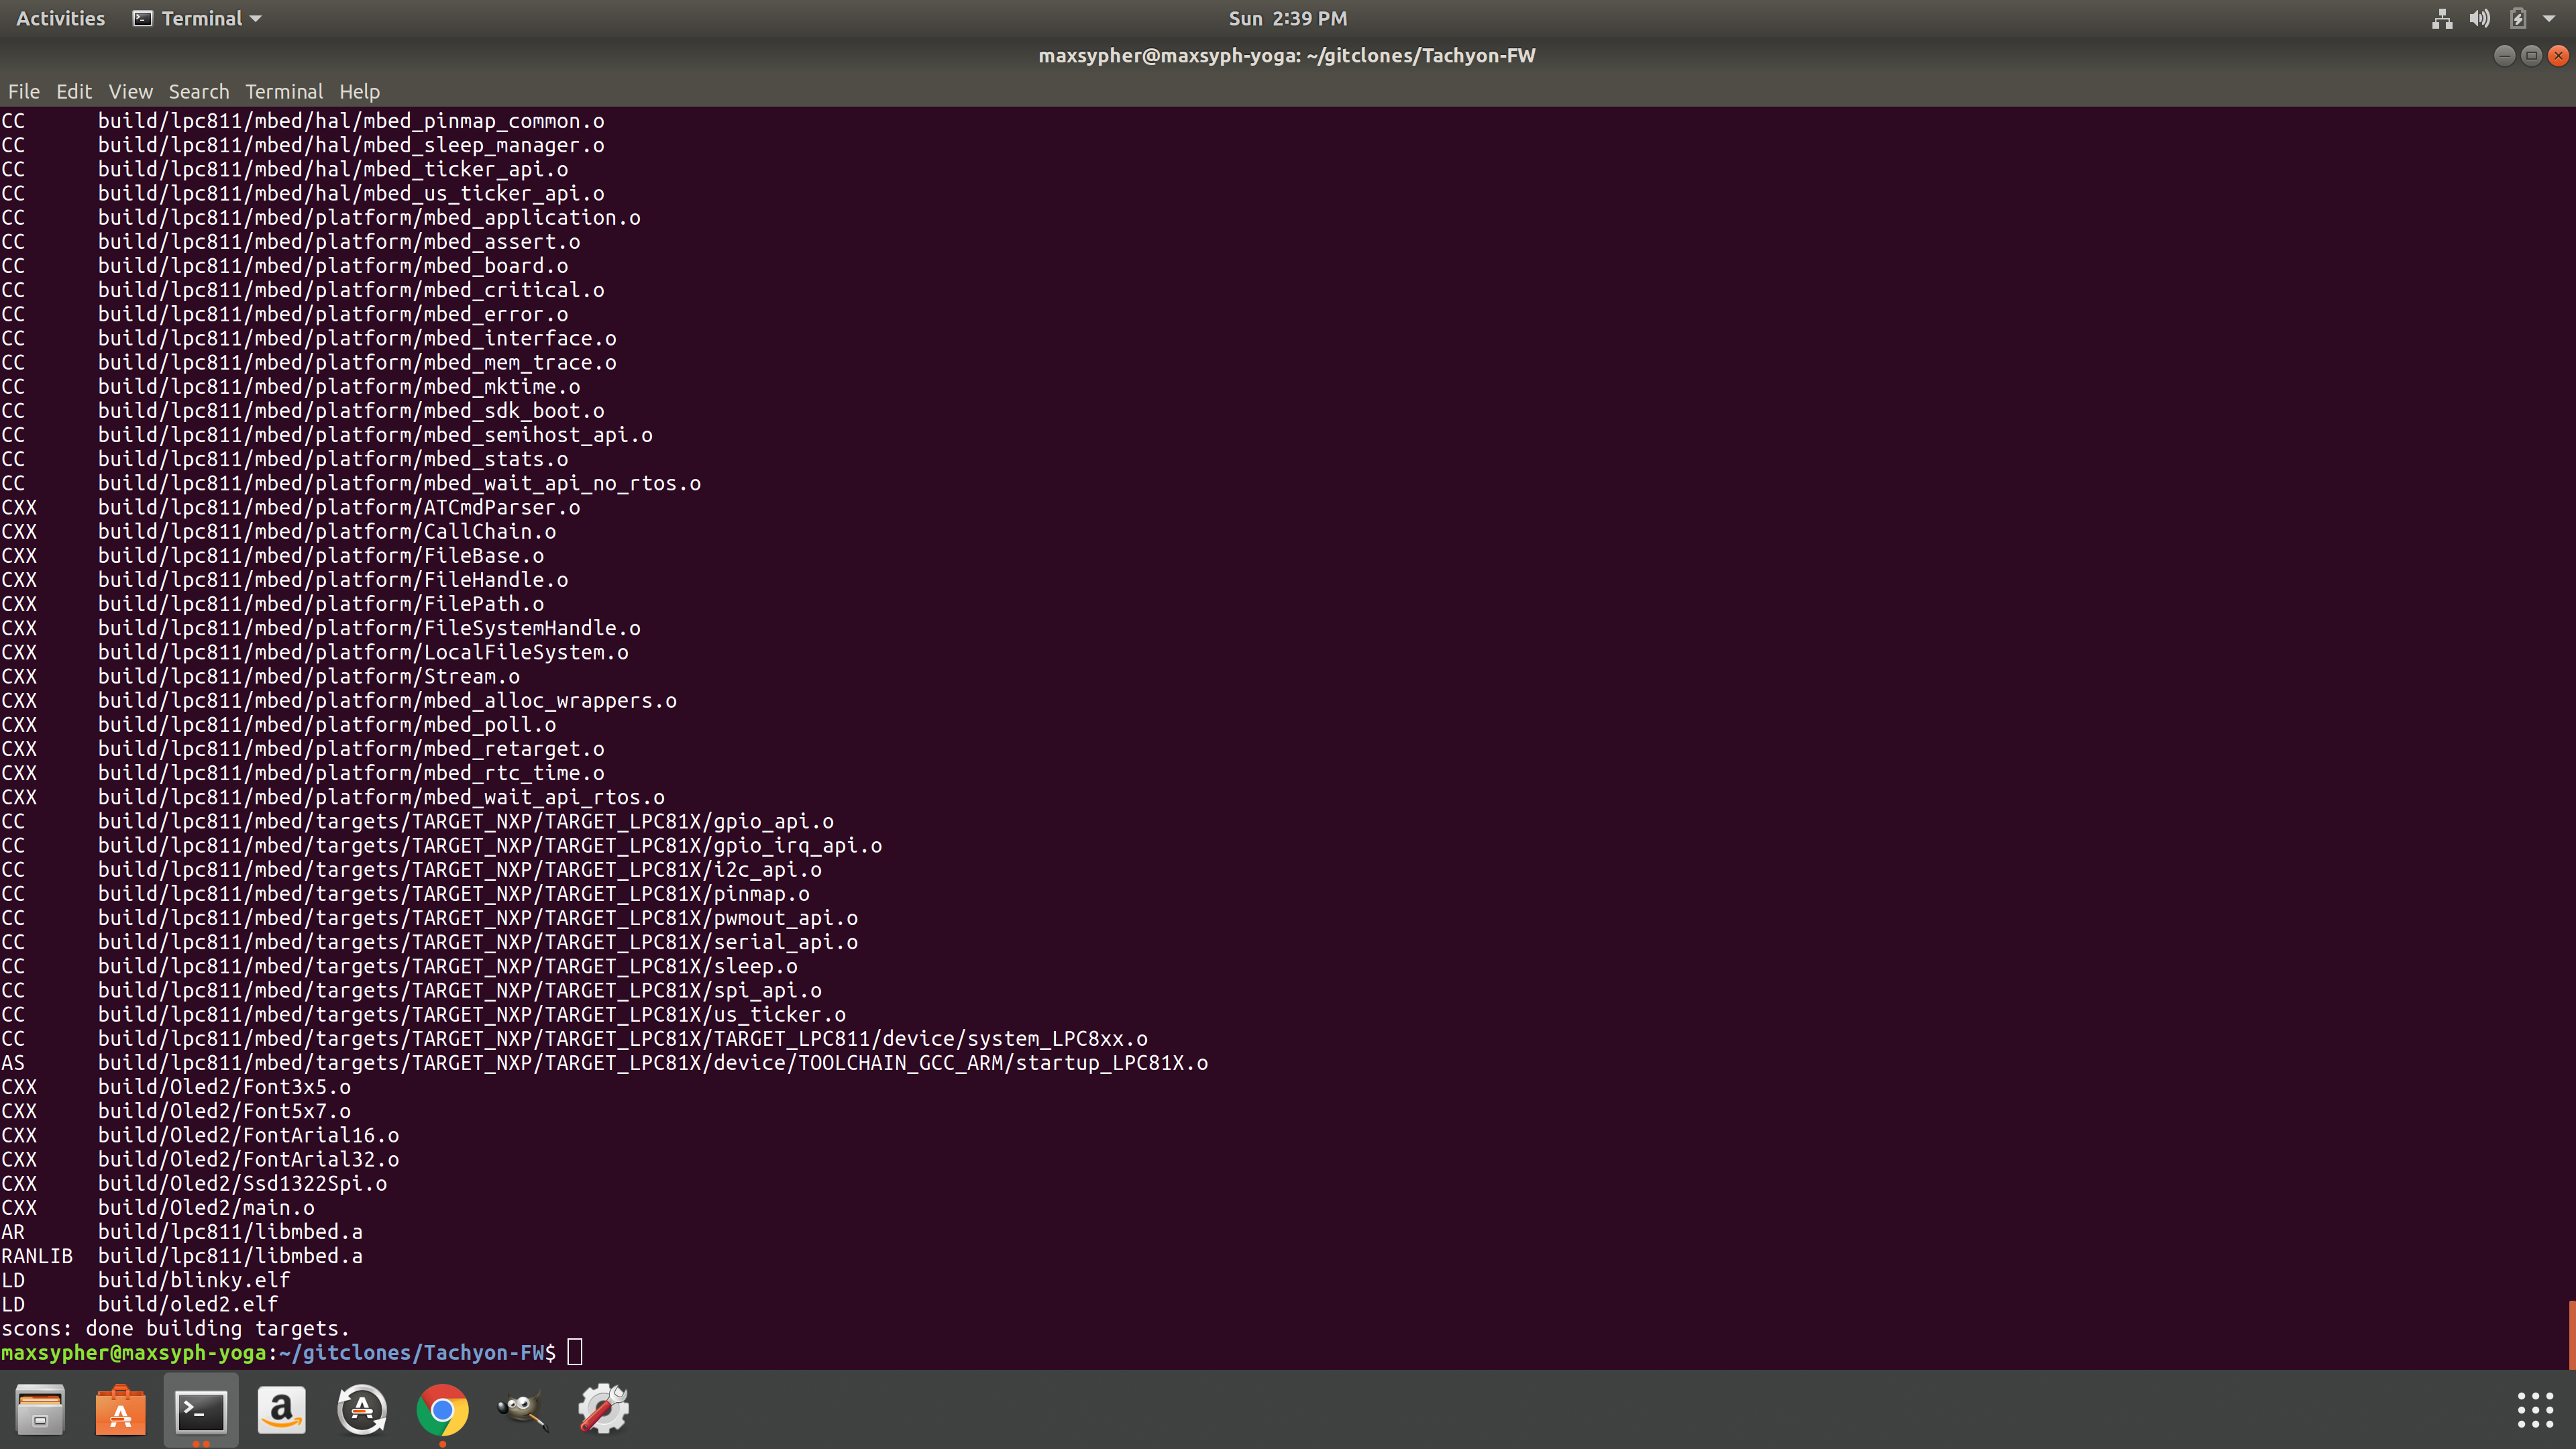 Activities Terminal Sun 2:39 PM
maxsypher@maxsyph-yoga: ~/gitclones/Tachyon-FW
File Edit View Search Terminal Help
CC build/lpc811/mbed/hal/mbed_pinmap_common.o
CC build/lpc811/mbed/hal/mbed_sleep_manager.o
CC build/lpc811/mbed/hal/mbed_ticker_api.o
CC build/lpc811/mbed/hal/mbed_us_ticker_api.o
CC build/lpc811/mbed/platform/mbed_application.o
CC build/lpc811/mbed/platform/mbed_assert.o
CC build/lpc811/mbed/platform/mbed_board.o
CC build/lpc811/mbed/platform/mbed_critical.o
CC build/lpc811/mbed/platform/mbed_error.o
CC build/lpc811/mbed/platform/mbed_interface.o
CC build/lpc811/mbed/platform/mbed_mem_trace.o
CC build/lpc811/mbed/platform/mbed_mktime.o
CC build/lpc811/mbed/platform/mbed_sdk_boot.o
CC build/lpc811/mbed/platform/mbed_semihost_api.o
CC build/lpc811/mbed/platform/mbed_stats.o
CC build/lpc811/mbed/platform/mbed_wait_api_no_rtos.o
CXX build/lpc811/mbed/platform/ATCmdParser.o
CXX build/lpc811/mbed/platform/CallChain.o
CXX build/lpc811/mbed/platform/FileBase.o
CXX build/lpc811/mbed/platform/FileHandle.o
CXX build/lpc811/mbed/platform/FilePath.o
CXX build/lpc811/mbed/platform/FileSystemHandle.o
CXX build/lpc811/mbed/platform/LocalFileSystem.o
CXX build/lpc811/mbed/platform/Stream.o
CXX build/lpc811/mbed/platform/mbed_alloc_wrappers.o
CXX build/lpc811/mbed/platform/mbed_poll.o
CXX build/lpc811/mbed/platform/mbed_retarget.o
CXX build/lpc811/mbed/platform/mbed_rtc_time.o
CXX build/lpc811/mbed/platform/mbed_wait_api_rtos.o
CC build/lpc811/mbed/targets/TARGET_NXP/TARGET_LPC81X/gpio_api.o
CC build/lpc811/mbed/targets/TARGET_NXP/TARGET_LPC81X/gpio_irq_api.o
CC build/lpc811/mbed/targets/TARGET_NXP/TARGET_LPC81X/i2c_api.o
CC build/lpc811/mbed/targets/TARGET_NXP/TARGET_LPC81X/pinmap.o
CC build/lpc811/mbed/targets/TARGET_NXP/TARGET_LPC81X/pwmout_api.o
CC build/lpc811/mbed/targets/TARGET_NXP/TARGET_LPC81X/serial_api.o
CC build/lpc811/mbed/targets/TARGET_NXP/TARGET_LPC81X/sleep.o
CC build/lpc811/mbed/targets/TARGET_NXP/TARGET_LPC81X/spi_api.o
CC build/lpc811/mbed/targets/TARGET_NXP/TARGET_LPC81X/us_ticker.o
CC build/lpc811/mbed/targets/TARGET_NXP/TARGET_LPC81X/TARGET_LPC811/device/system_LPC8xx.o
AS build/lpc811/mbed/targets/TARGET_NXP/TARGET_LPC81X/device/TOOLCHAIN_GCC_ARM/startup_LPC81X.o
CXX build/Oled2/Font3x5.o
CXX build/Oled2/Font5x7.o
CXX build/Oled2/FontArial16.o
CXX build/Oled2/FontArial32.o
CXX build/Oled2/Ssd1322Spi.o
CXX build/Oled2/main.o
AR build/lpc811/libmbed.a
RANLIB build/lpc811/libmbed.a
LD build/blinky.elf
LD build/oled2.elf
scons: done building targets.
maxsypher@maxsyph-yoga:~/gitclones/Tachyon-FW$